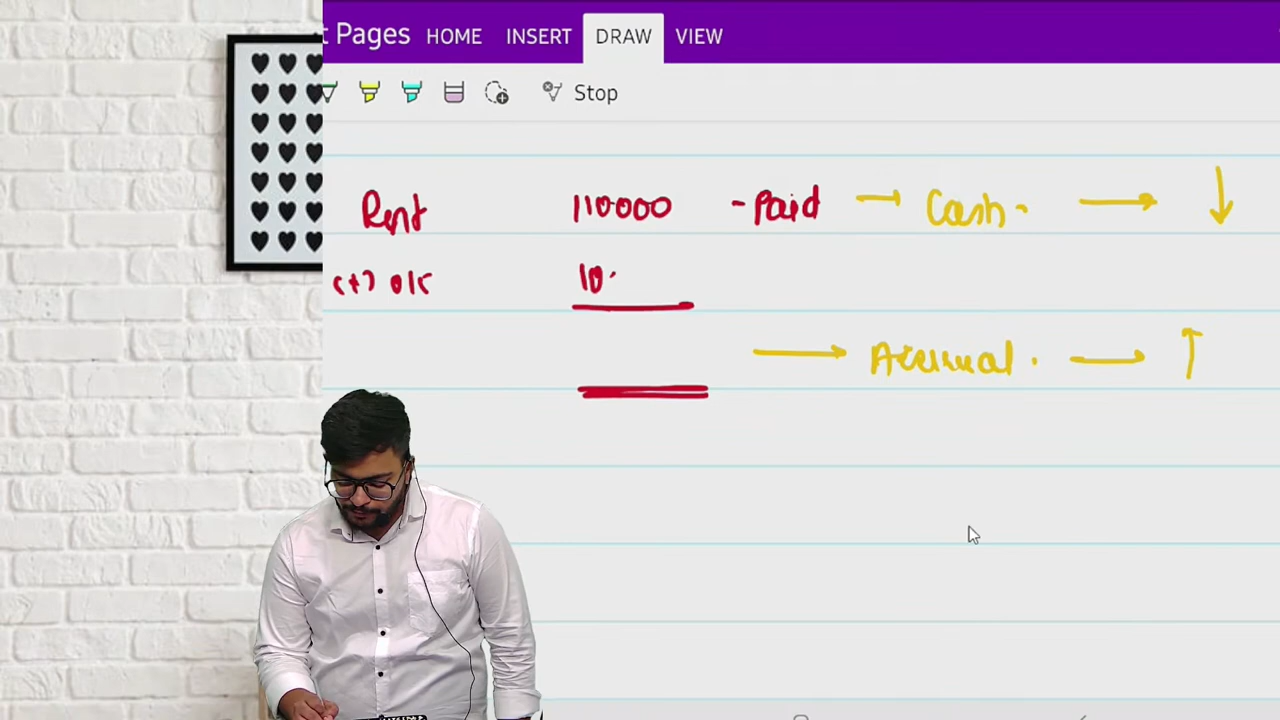 t Pages HOME INSERT DRAW VIEW
Stop
Rent 110000 - Paid → Cash. → ↓
(+) o/s 10.
→ Accrual. → ↑